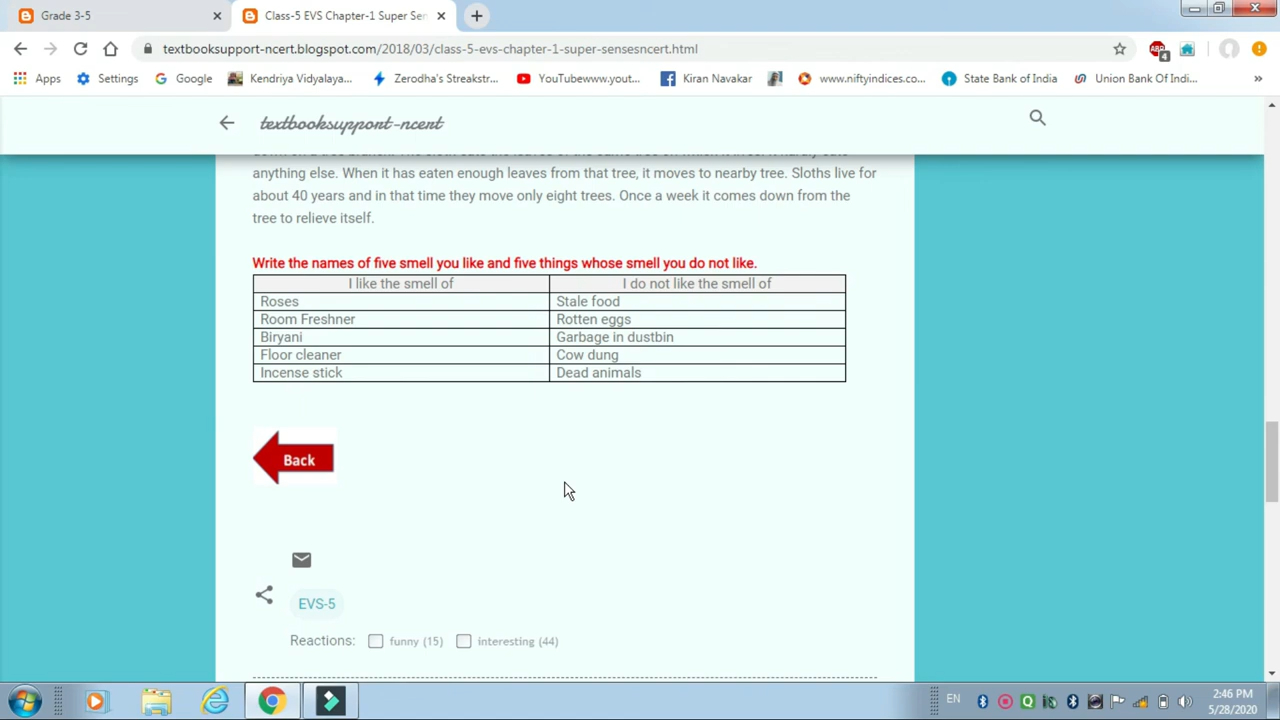 Grade 3-5
Class-5 EVS Chapter-1 Super Sen
textbooksupport-ncert.blogspot.com/2018/03/class-5-evs-chapter-1-super-sensesncert.html
Apps Settings Google Kendriya Vidyalaya... Zerodha's Streakstr... YouTubewww.yout... Kiran Navakar www.niftyindices.co... State Bank of India Union Bank Of Indi...
textbooksupport-ncert
anything else. When it has eaten enough leaves from that tree, it moves to nearby tree. Sloths live for
about 40 years and in that time they move only eight trees. Once a week it comes down from the
tree to relieve itself.
Write the names of five smell you like and five things whose smell you do not like.
I like the smell of I do not like the smell of
Roses Stale food
Room Freshner Rotten eggs
Biryani Garbage in dustbin
Floor cleaner Cow dung
Incense stick Dead animals
Back
EVS-5
Reactions: funny (15) interesting (44)
EN
2:46 PM
5/28/2020